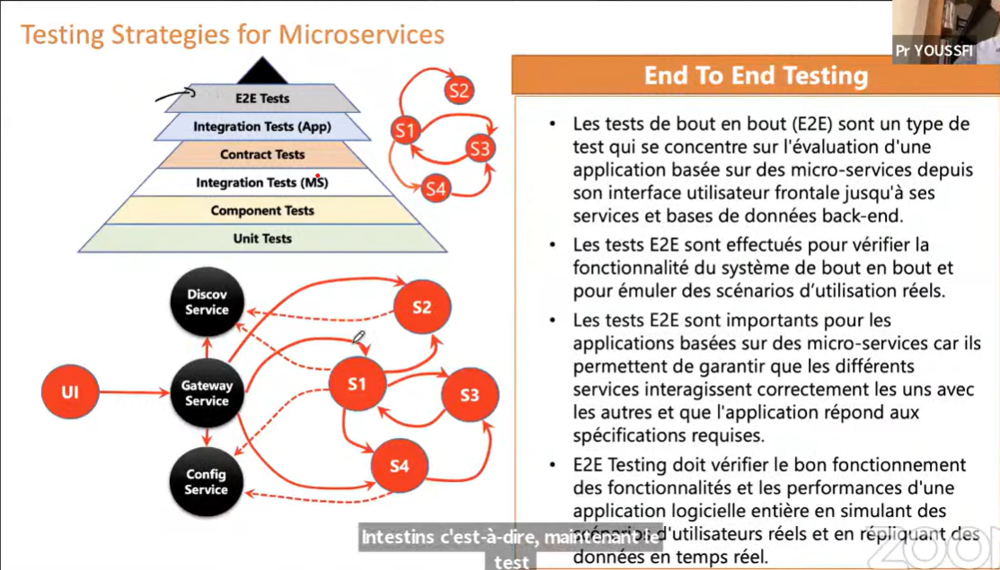 Testing Strategies for Microservices
Pr YOUSSFI
E2E Tests
Integration Tests (App)
Contract Tests
Integration Tests (MS)
Component Tests
Unit Tests
S2
S1
S3
S4
Discov
Service
S2
UI
Gateway
Service
S1
S3
Config
Service
S4
End To End Testing
• Les tests de bout en bout (E2E) sont un type de
test qui se concentre sur l'évaluation d'une
application basée sur des micro-services depuis
son interface utilisateur frontale jusqu'à ses
services et bases de données back-end.
• Les tests E2E sont effectués pour vérifier la
fonctionnalité du système de bout en bout et
pour émuler des scénarios d'utilisation réels.
• Les tests E2E sont importants pour les
applications basées sur des micro-services car ils
permettent de garantir que les différents
services interagissent correctement les uns avec
les autres et que l'application répond aux
spécifications requises.
• E2E Testing doit vérifier le bon fonctionnement
des fonctionnalités et les performances d'une
application logicielle entière en simulant des
scénarios d'utilisateurs réels et en répliquant des
données en temps réel.
Intestins c'est-à-dire, maintenant le
test
zoom